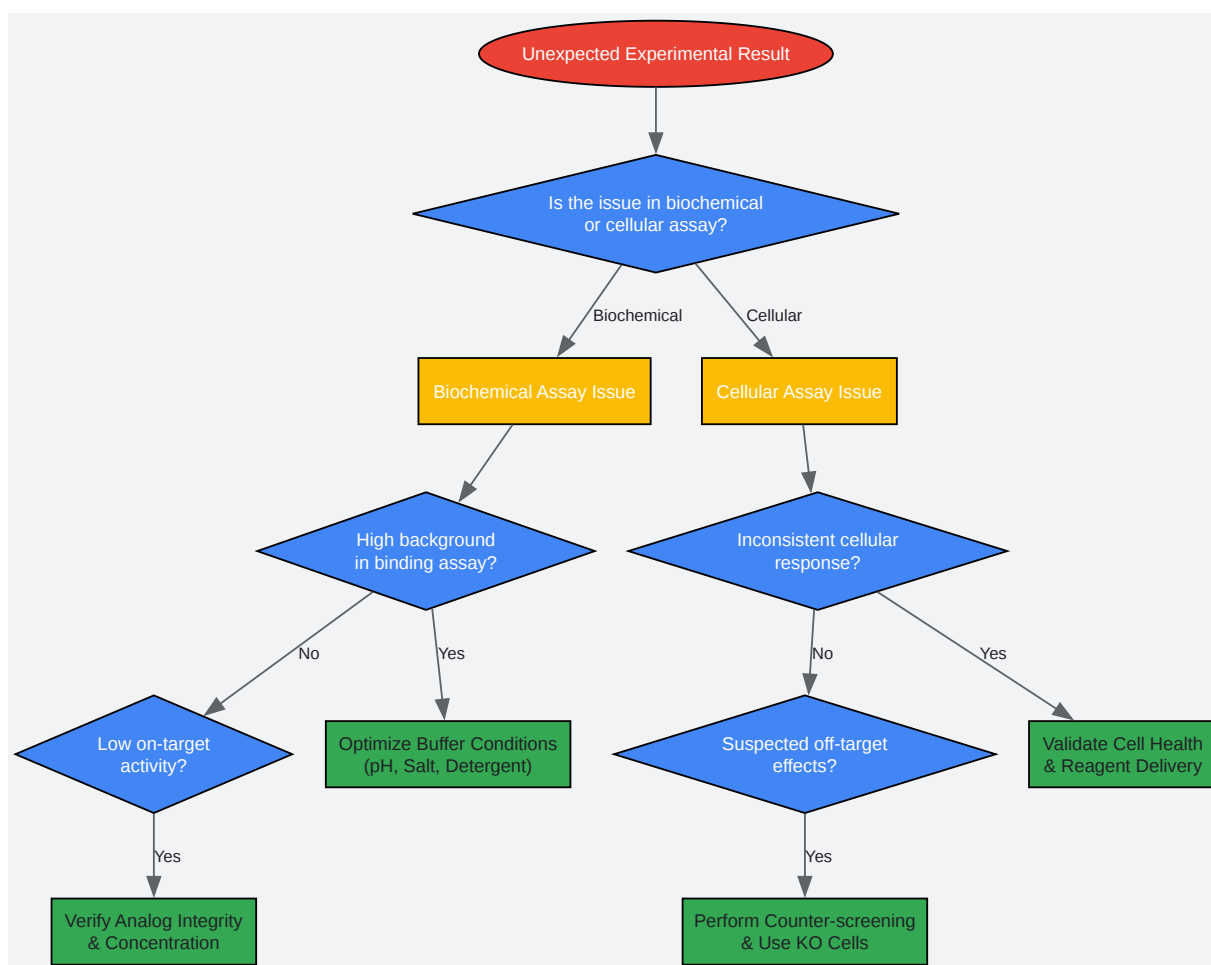 Unexpected Experimental Result
Is the issue in biochemical
or cellular assay?
Biochemical
Cellular
Biochemical Assay Issue
Cellular Assay Issue
High background
in binding assay?
Inconsistent cellular
response?
No
Yes
No
Yes
Low on-target
activity?
Optimize Buffer Conditions
(pH, Salt, Detergent)
Suspected off-target
effects?
Validate Cell Health
& Reagent Delivery
Yes
Yes
Verify Analog Integrity
& Concentration
Perform Counter-screening
& Use KO Cells